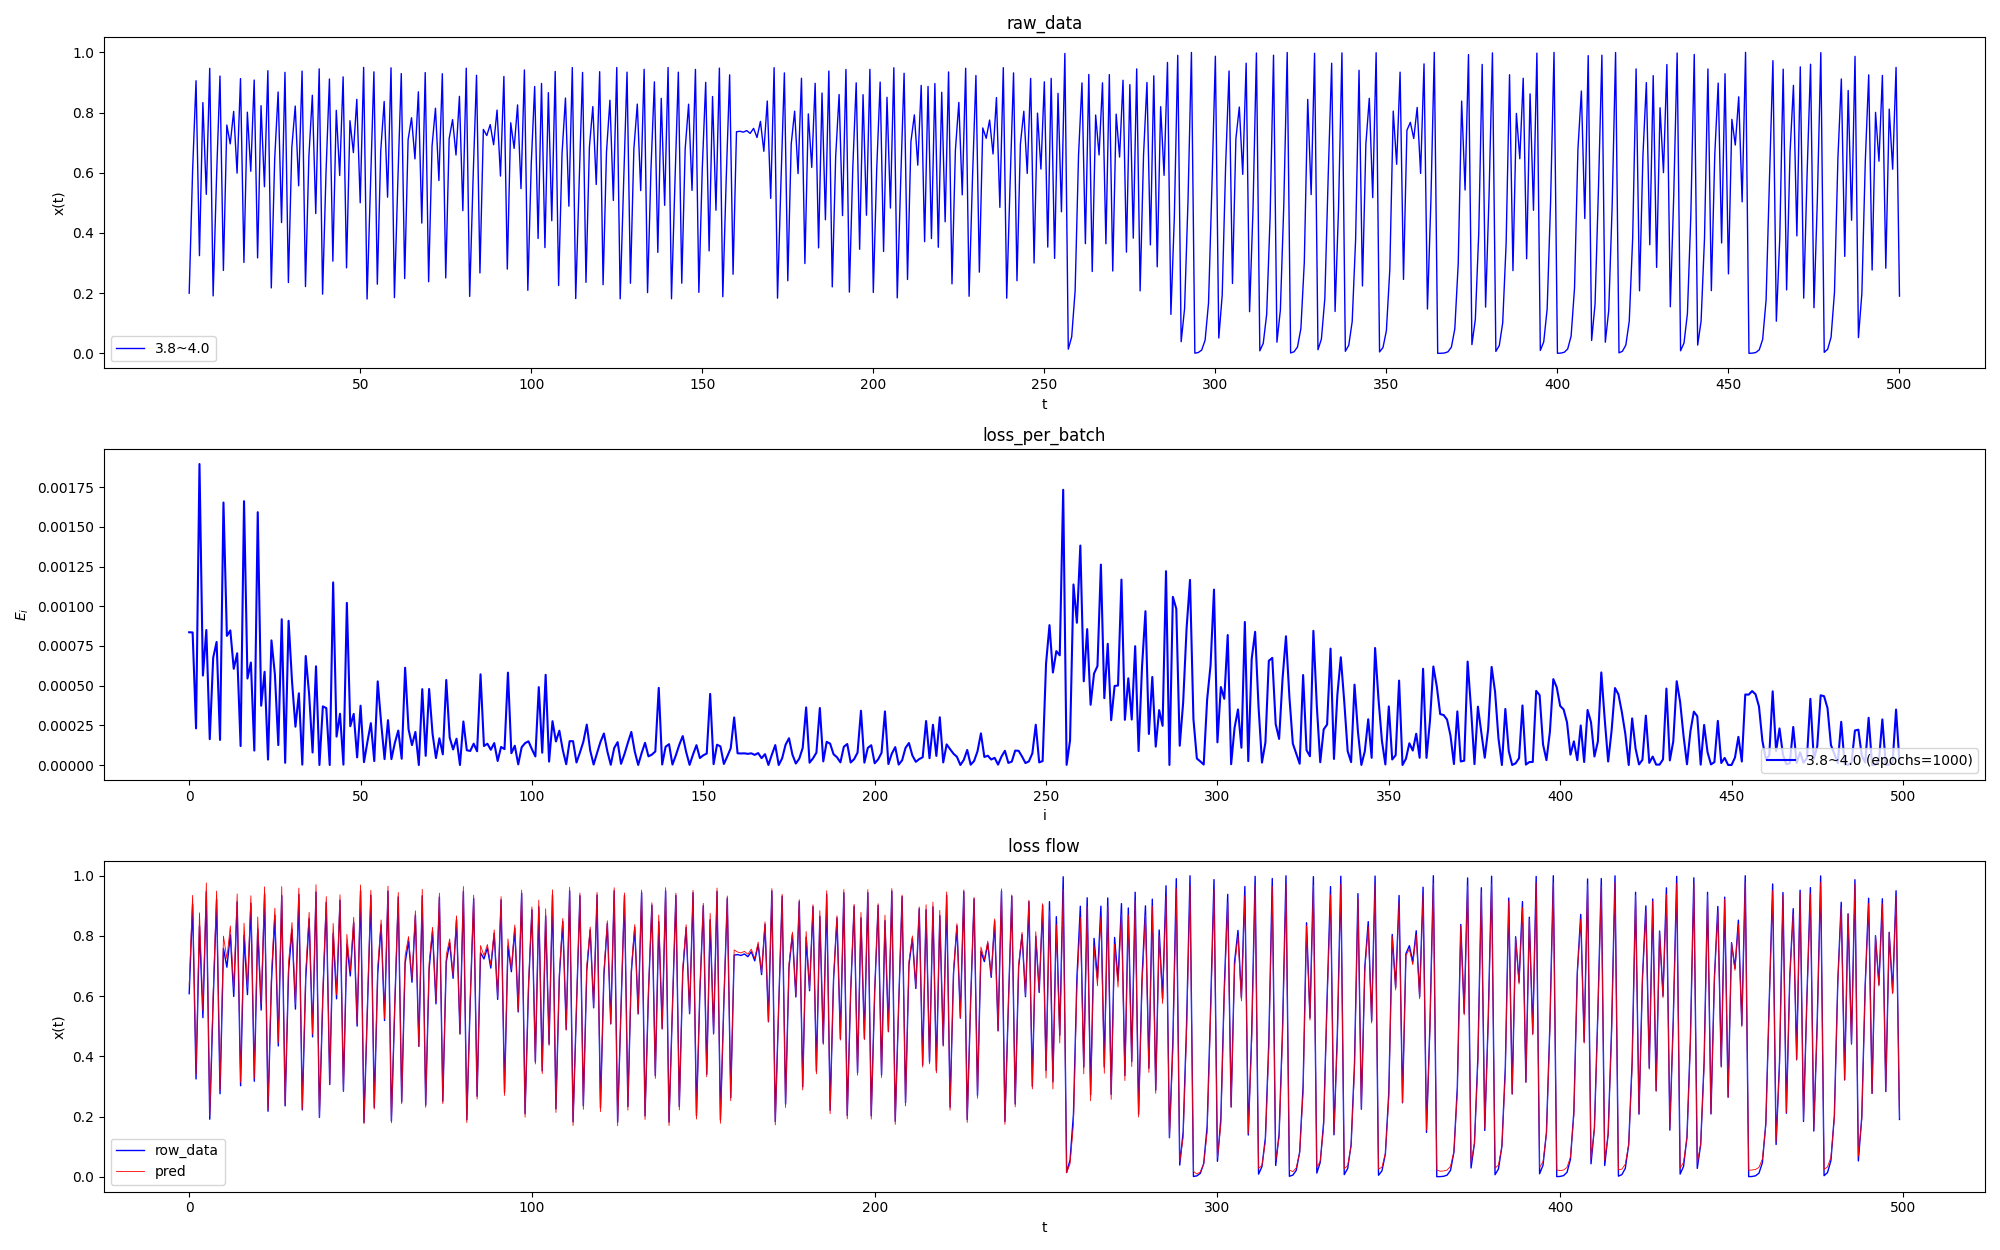 raw_data
1.0
0.8
0.6
0.4
0.2
0.0
x(t)
3.8~4.0
50 100 150 200 250 300 350 400 450 500
t
loss_per_batch
0.00175
0.00150
0.00125
0.00100
0.00075
0.00050
0.00025
0.00000
E_i
3.8~4.0 (epochs=1000)
0 50 100 150 200 250 300 350 400 450 500
i
loss flow
1.0
0.8
0.6
0.4
0.2
0.0
x(t)
row_data
pred
0 100 200 300 400 500
t